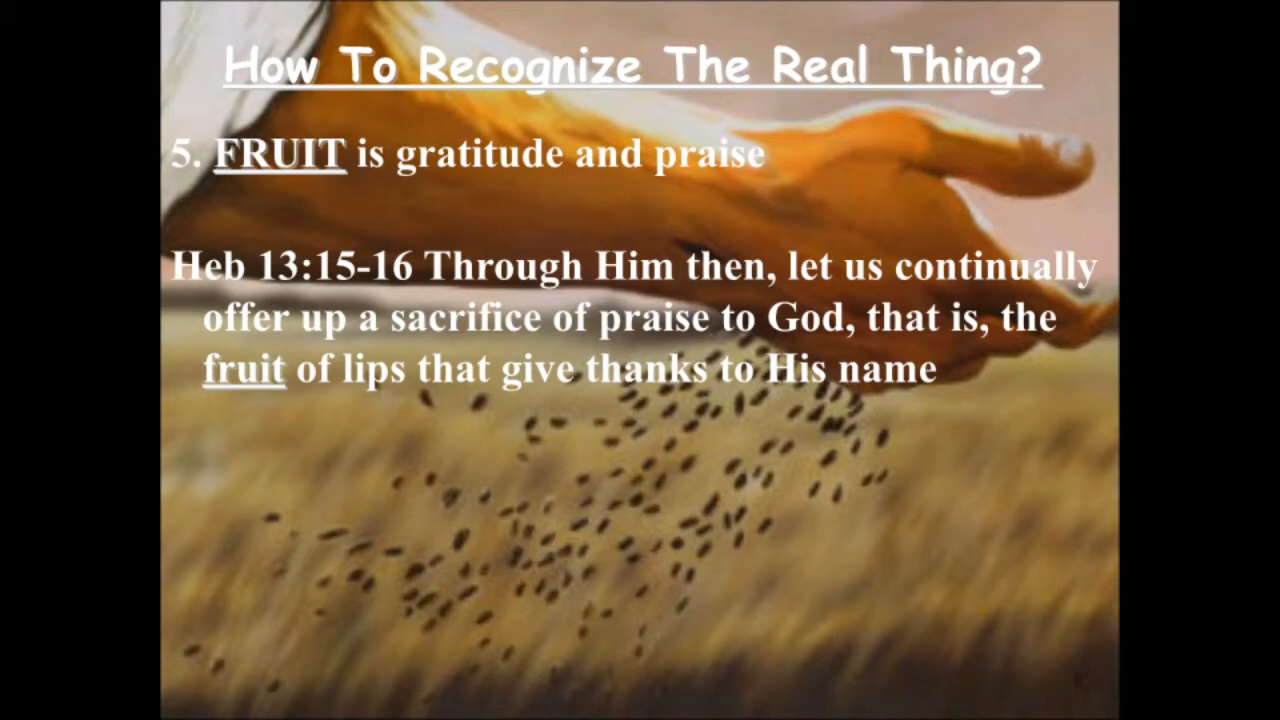 How To Recognize The Real Thing?
5. FRUIT is gratitude and praise
Heb 13:15-16 Through Him then, let us continually
offer up a sacrifice of praise to God, that is, the
fruit of lips that give thanks to His name